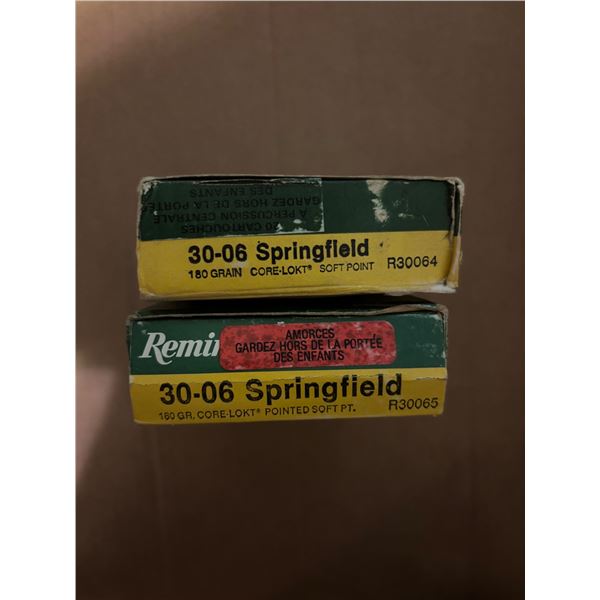 20 CARTOUCHES
A PERCUSSION CENTRALE
GARDEZ HORS DE LA PORTÉE
DES ENFANTS
30-06 Springfield
180 GRAIN CORE-LOKT® SOFT POINT R30064
Remin
AMORCES
GARDEZ HORS DE LA PORTÉE
DES ENFANTS
30-06 Springfield
180 GR. CORE-LOKT® POINTED SOFT PT. R30065